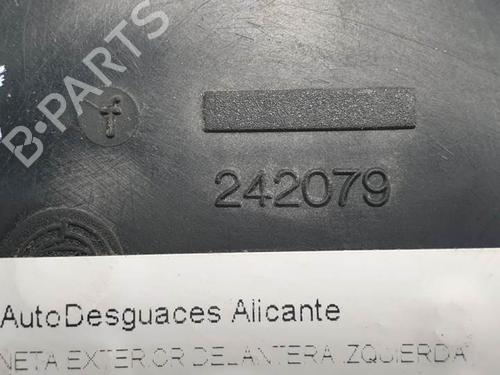 B-PARTS
f
242079
AutoDesguaces Alicante
NETA EXTERIOR DELANTERA IZQUIERDA